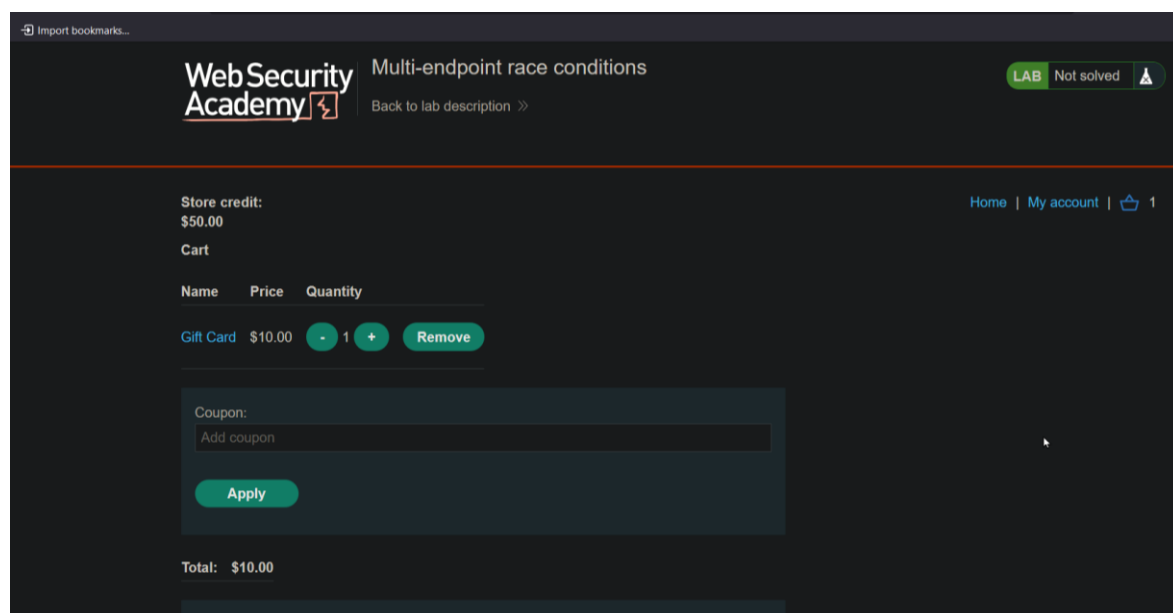 Import bookmarks...
Web Security
Academy
Multi-endpoint race conditions
Back to lab description
LAB Not solved
Store credit:
$50.00
Home | My account | 1
Cart
Name Price Quantity
Gift Card $10.00 - 1 + Remove
Coupon:
Add coupon
Apply
Total: $10.00